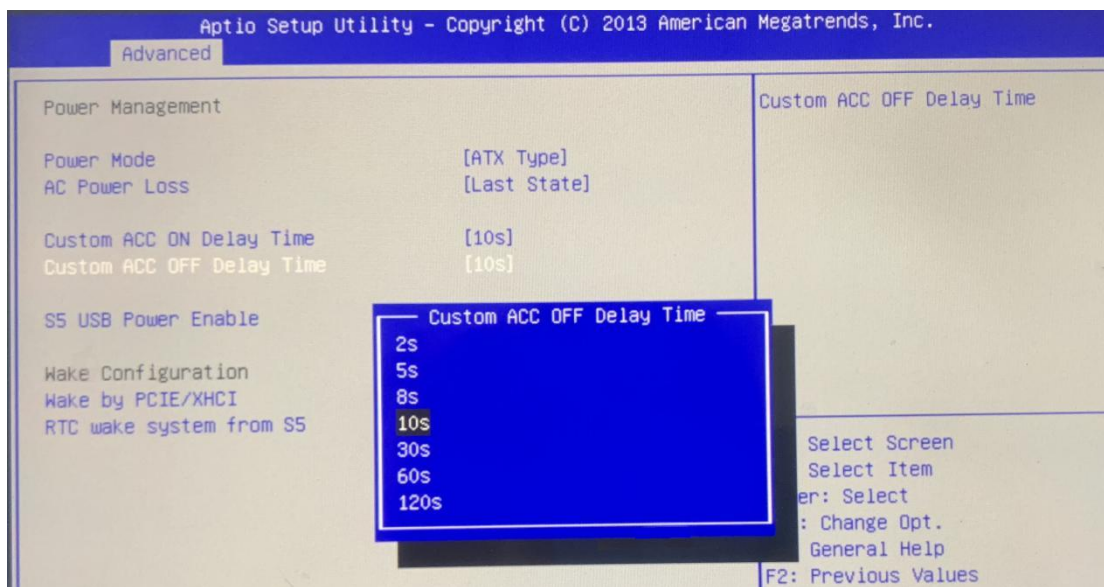 Aptio Setup Utility - Copyright (C) 2013 American Megatrends, Inc.
Advanced
Power Management
Power Mode [ATX Type]
AC Power Loss [Last State]
Custom ACC ON Delay Time [10s]
Custom ACC OFF Delay Time [10s]
S5 USB Power Enable
Wake Configuration
Wake by PCIE/XHCI
RTC wake system from S5
Custom ACC OFF Delay Time
2s
5s
8s
10s
30s
60s
120s
Custom ACC OFF Delay Time
Select Screen
Select Item
er: Select
: Change Opt.
General Help
F2: Previous Values